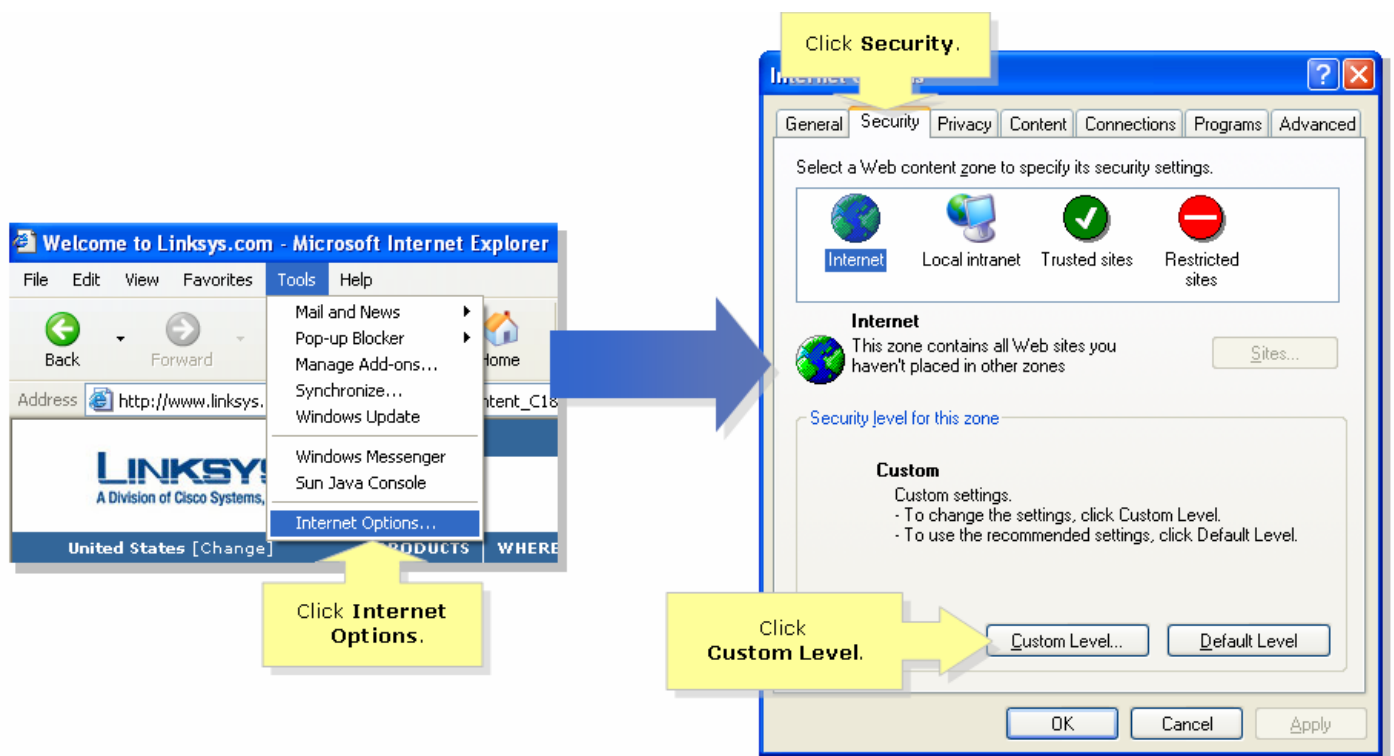 Welcome to Linksys.com - Microsoft Internet Explorer
File Edit View Favorites Tools Help
Back Forward Home
Mail and News
Pop-up Blocker
Manage Add-ons...
Synchronize...
Windows Update
Windows Messenger
Sun Java Console
Internet Options...
Address http://www.linksys.
ntent_C18
LINKSYS
A Division of Cisco Systems,
United States [Change]
PRODUCTS WHERE
Click Internet
Options.
Click Security.
General Security Privacy Content Connections Programs Advanced
Select a Web content zone to specify its security settings.
Internet
Local intranet
Trusted sites
Restricted
sites
Internet
This zone contains all Web sites you
haven't placed in other zones
Sites...
Security level for this zone
Custom
Custom settings.
- To change the settings, click Custom Level.
- To use the recommended settings, click Default Level.
Click
Custom Level.
Custom Level... Default Level
OK Cancel Apply